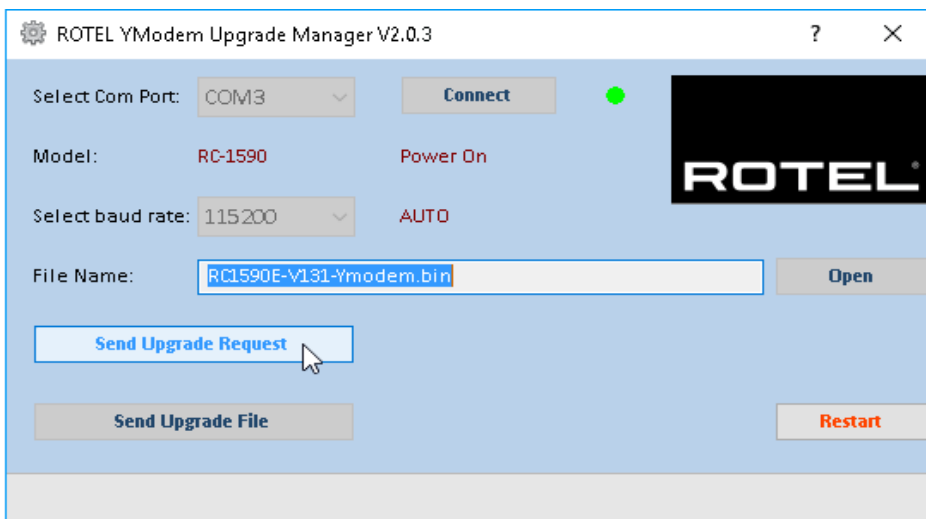 ROTEL YModem Upgrade Manager V2.0.3 ?
Select Com Port: COM3 Connect
ROTEL
Model: RC-1590 Power On
Select baud rate: 115200 AUTO
File Name: RC1590E-V131-Ymodem.bin Open
Send Upgrade Request
Send Upgrade File Restart